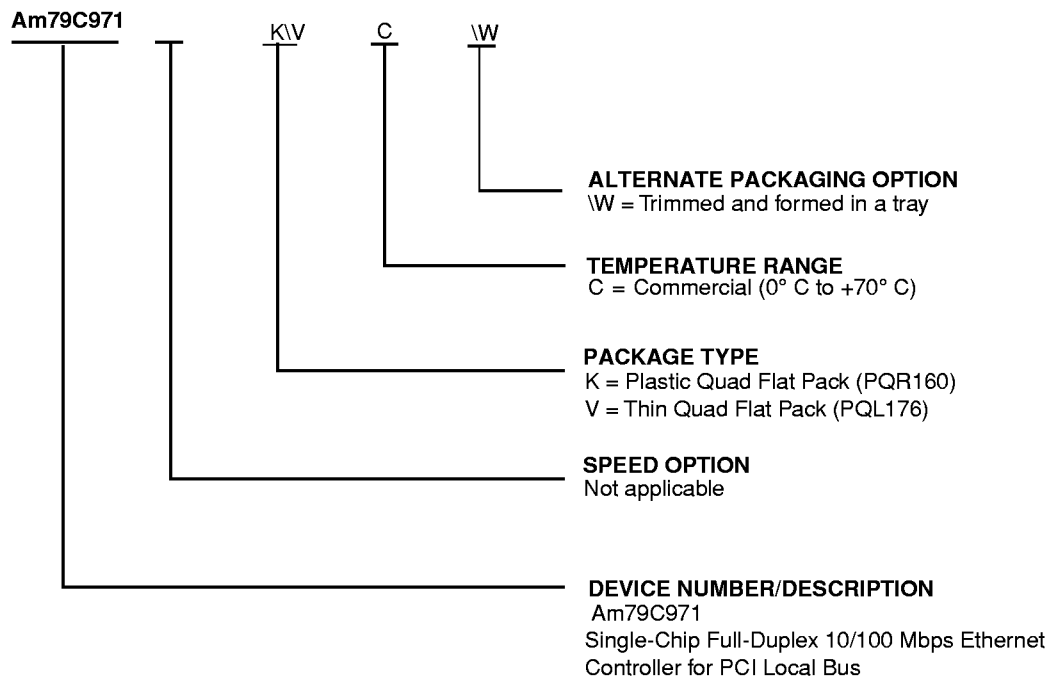 Am79C971 K\V C \W
ALTERNATE PACKAGING OPTION
\W = Trimmed and formed in a tray
TEMPERATURE RANGE
C = Commercial (0° C to +70° C)
PACKAGE TYPE
K = Plastic Quad Flat Pack (PQR160)
V = Thin Quad Flat Pack (PQL176)
SPEED OPTION
Not applicable
DEVICE NUMBER/DESCRIPTION
Am79C971
Single-Chip Full-Duplex 10/100 Mbps Ethernet
Controller for PCI Local Bus